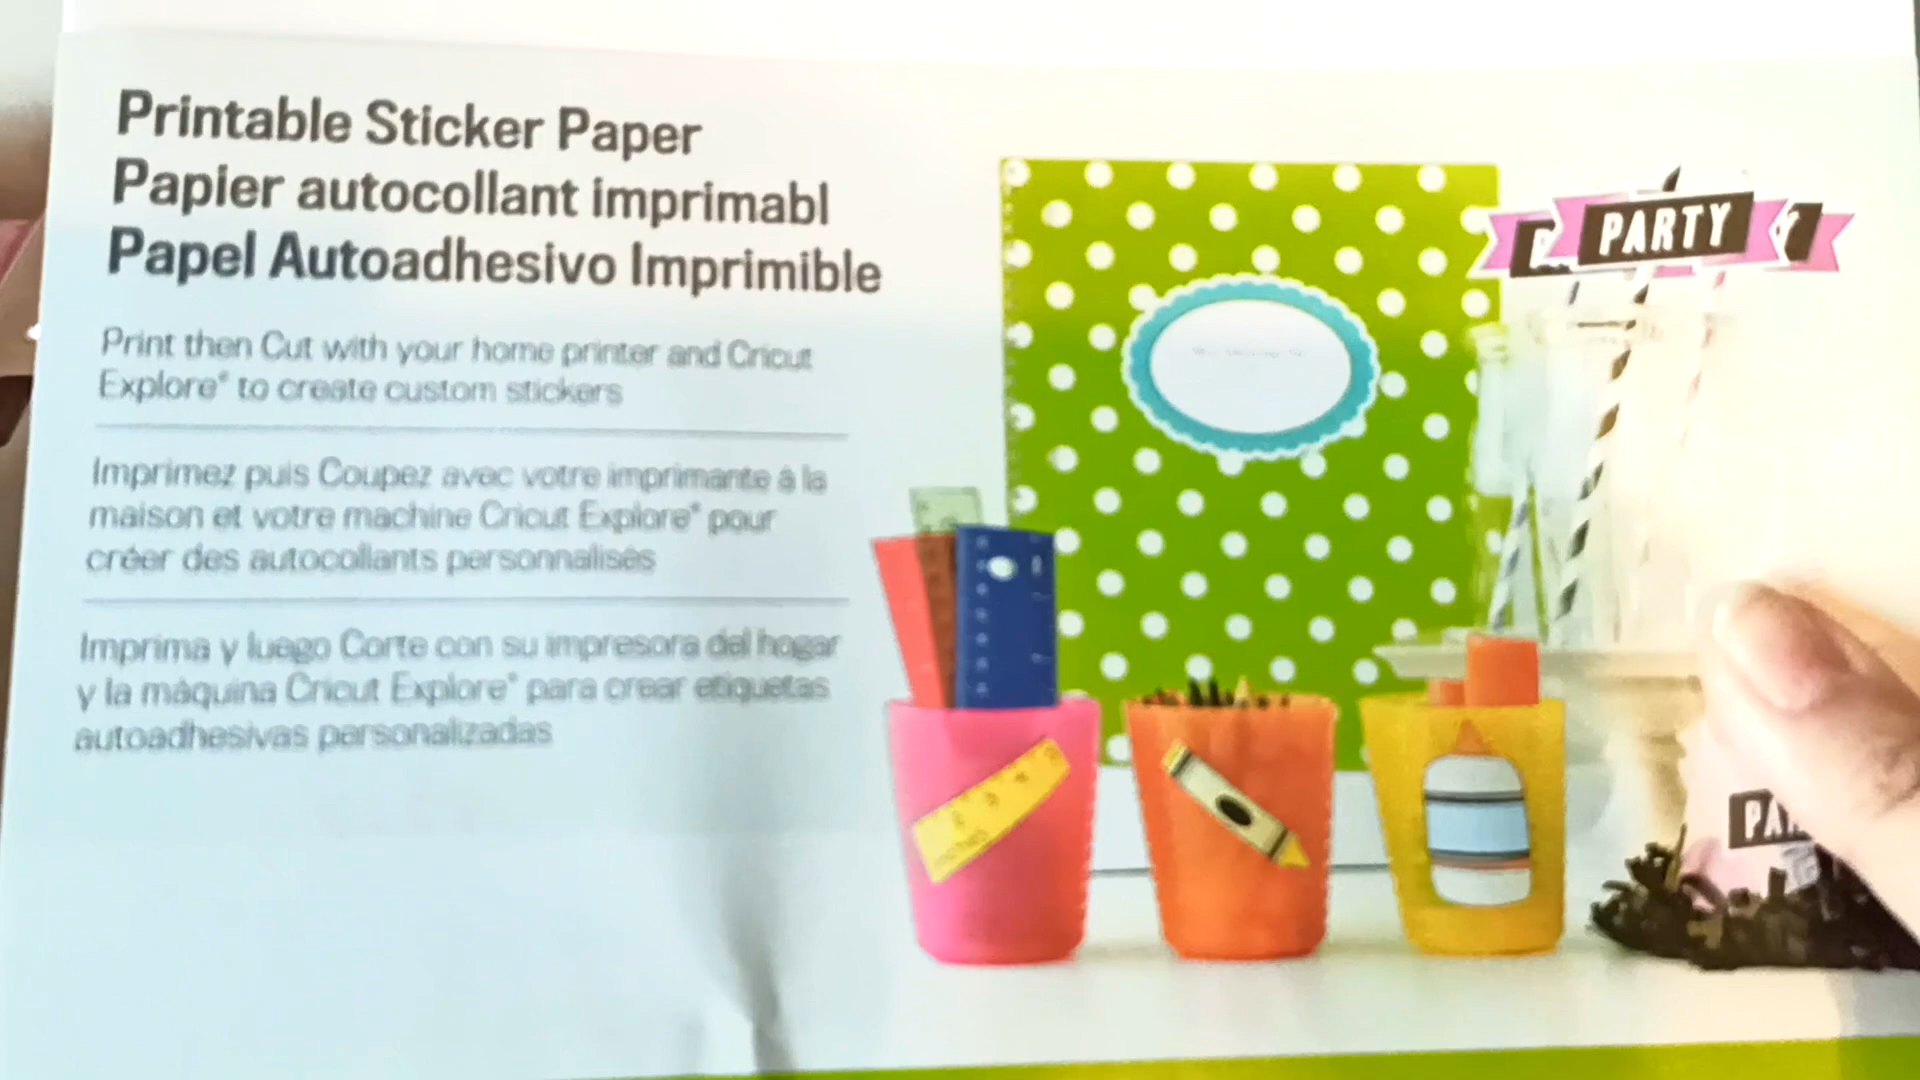 Printable Sticker Paper
Papier autocollant imprimabl
Papel Autoadhesivo Imprimible
Print then Cut with your home printer and Cricut
Explore® to create custom stickers
Imprimez puis Coupez avec votre imprimante à la
maison et votre machine Cricut Explore® pour
créer des autocollants personnalisés
Imprima y luego Corte con su impresora del hogar
y la máquina Cricut Explore® para crear etiquetas
autoadhesivas personalizadas
PARTY